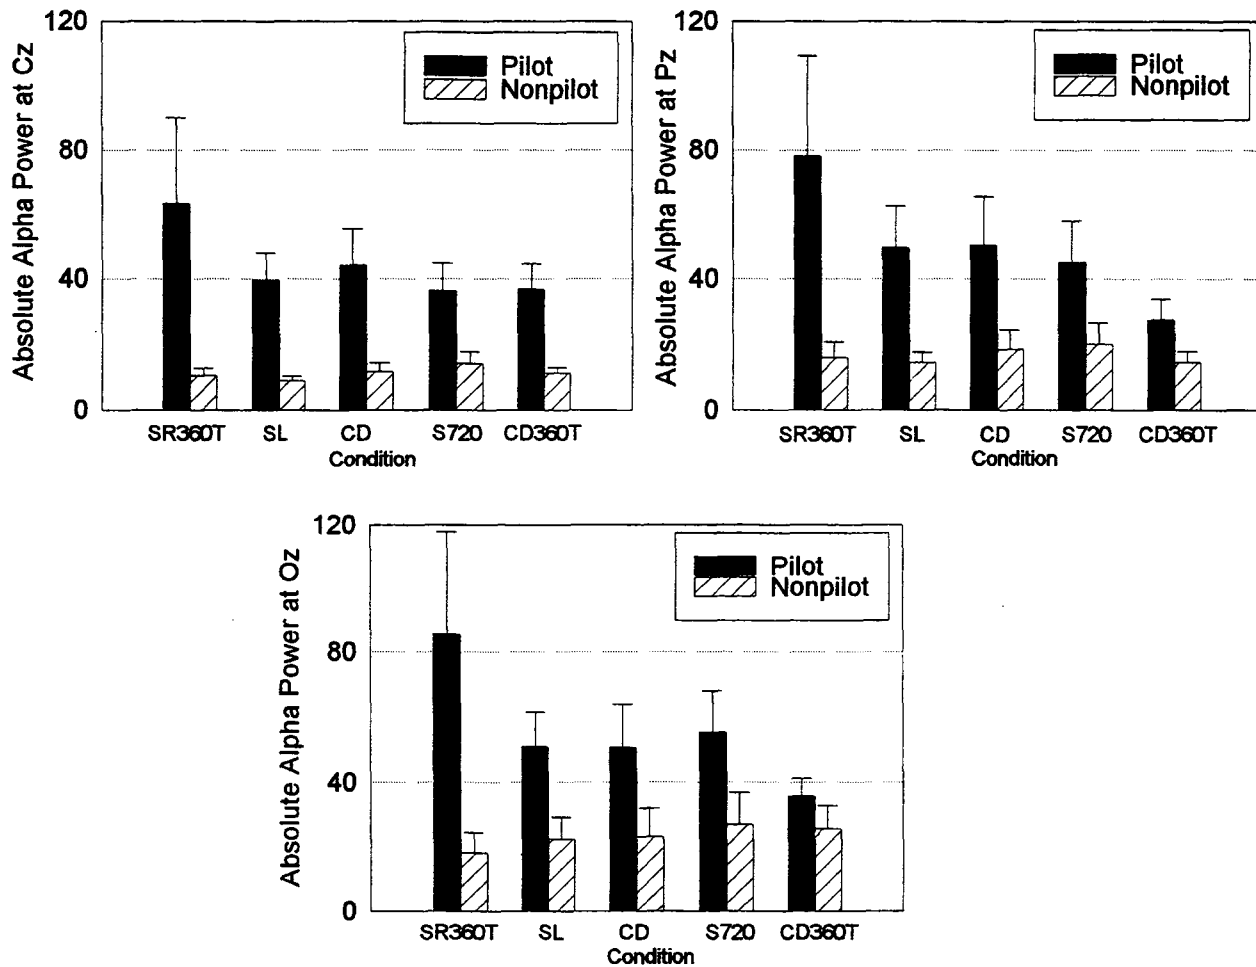 Absolute Alpha Power at Cz
120
80
40
0
Pilot
Nonpilot
SR360T SL CD S720 CD360T
Condition
Absolute Alpha Power at Pz
120
80
40
0
Pilot
Nonpilot
SR360T SL CD S720 CD360T
Condition
Absolute Alpha Power at Oz
120
80
40
0
Pilot
Nonpilot
SR360T SL CD S720 CD360T
Condition